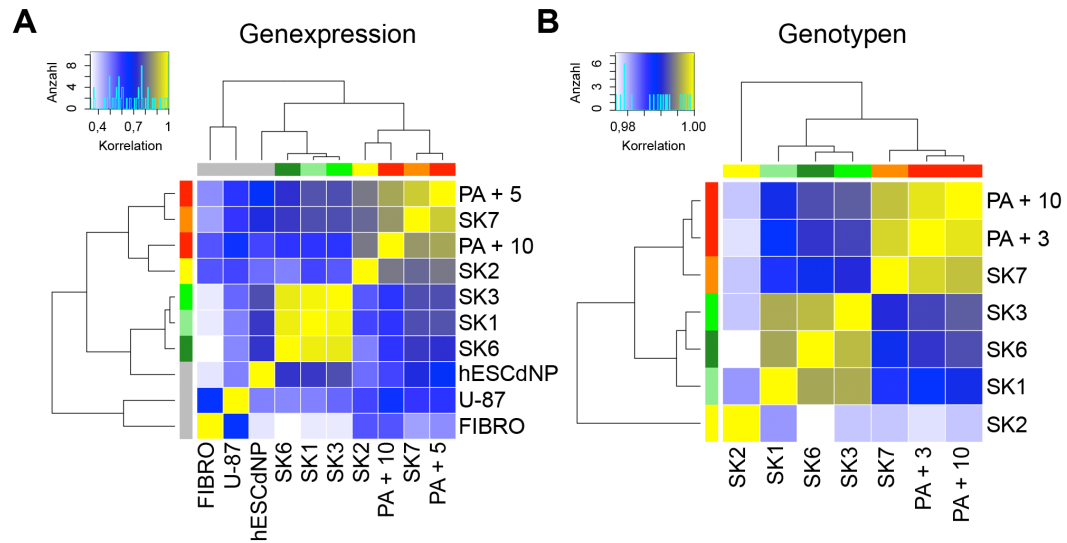 A
Genexpression
Anzahl
8
4
0
0,4
0,7
1
Korrelation
PA + 5
SK7
PA + 10
SK2
SK3
SK1
SK6
hESCdNP
U-87
FIBRO
FIBRO
U-87
hESCdNP
SK6
SK1
SK3
SK2
PA + 10
SK7
PA + 5
B
Genotypen
Anzahl
6
3
0
0,98
1.00
Korrelation
PA + 10
PA + 3
SK7
SK3
SK6
SK1
SK2
SK2
SK1
SK6
SK3
SK7
PA + 3
PA + 10